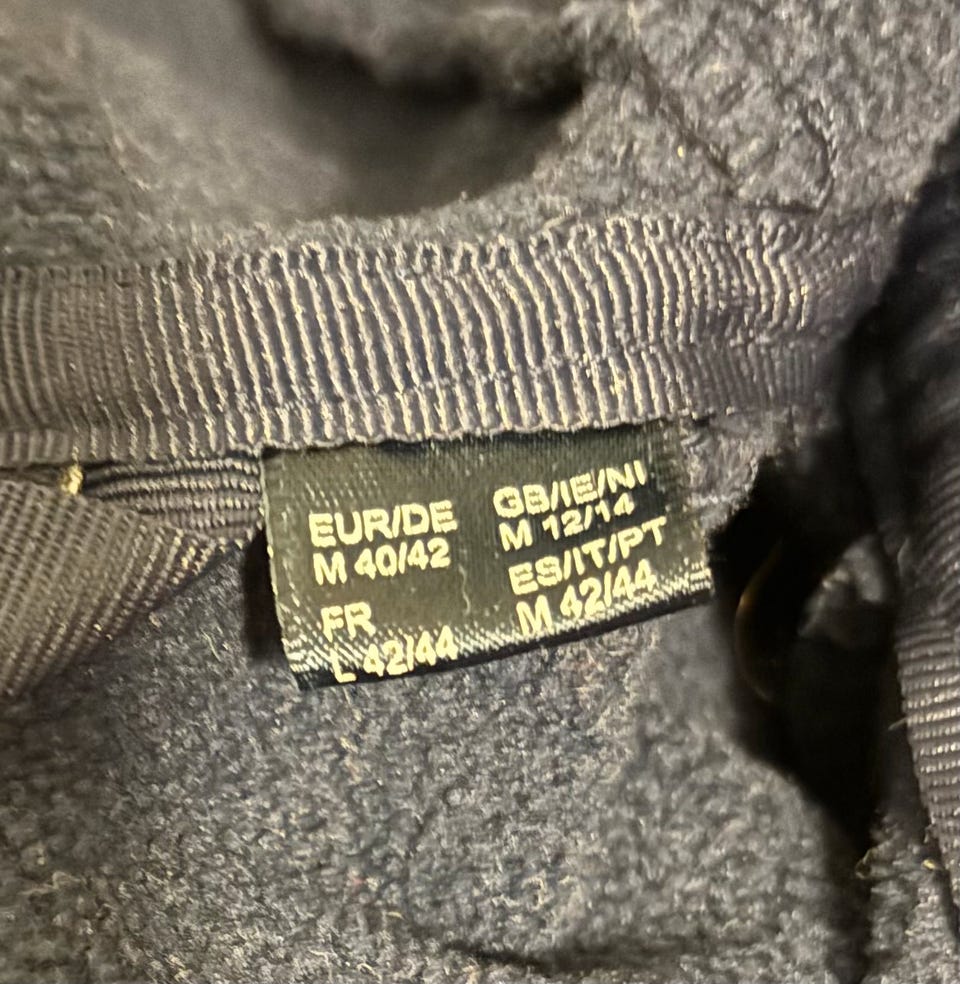 EUR/DE
M 40/42
FR
L 42/44
GB/IE/NI
M 12/14
ES/IT/PT
M 42/44